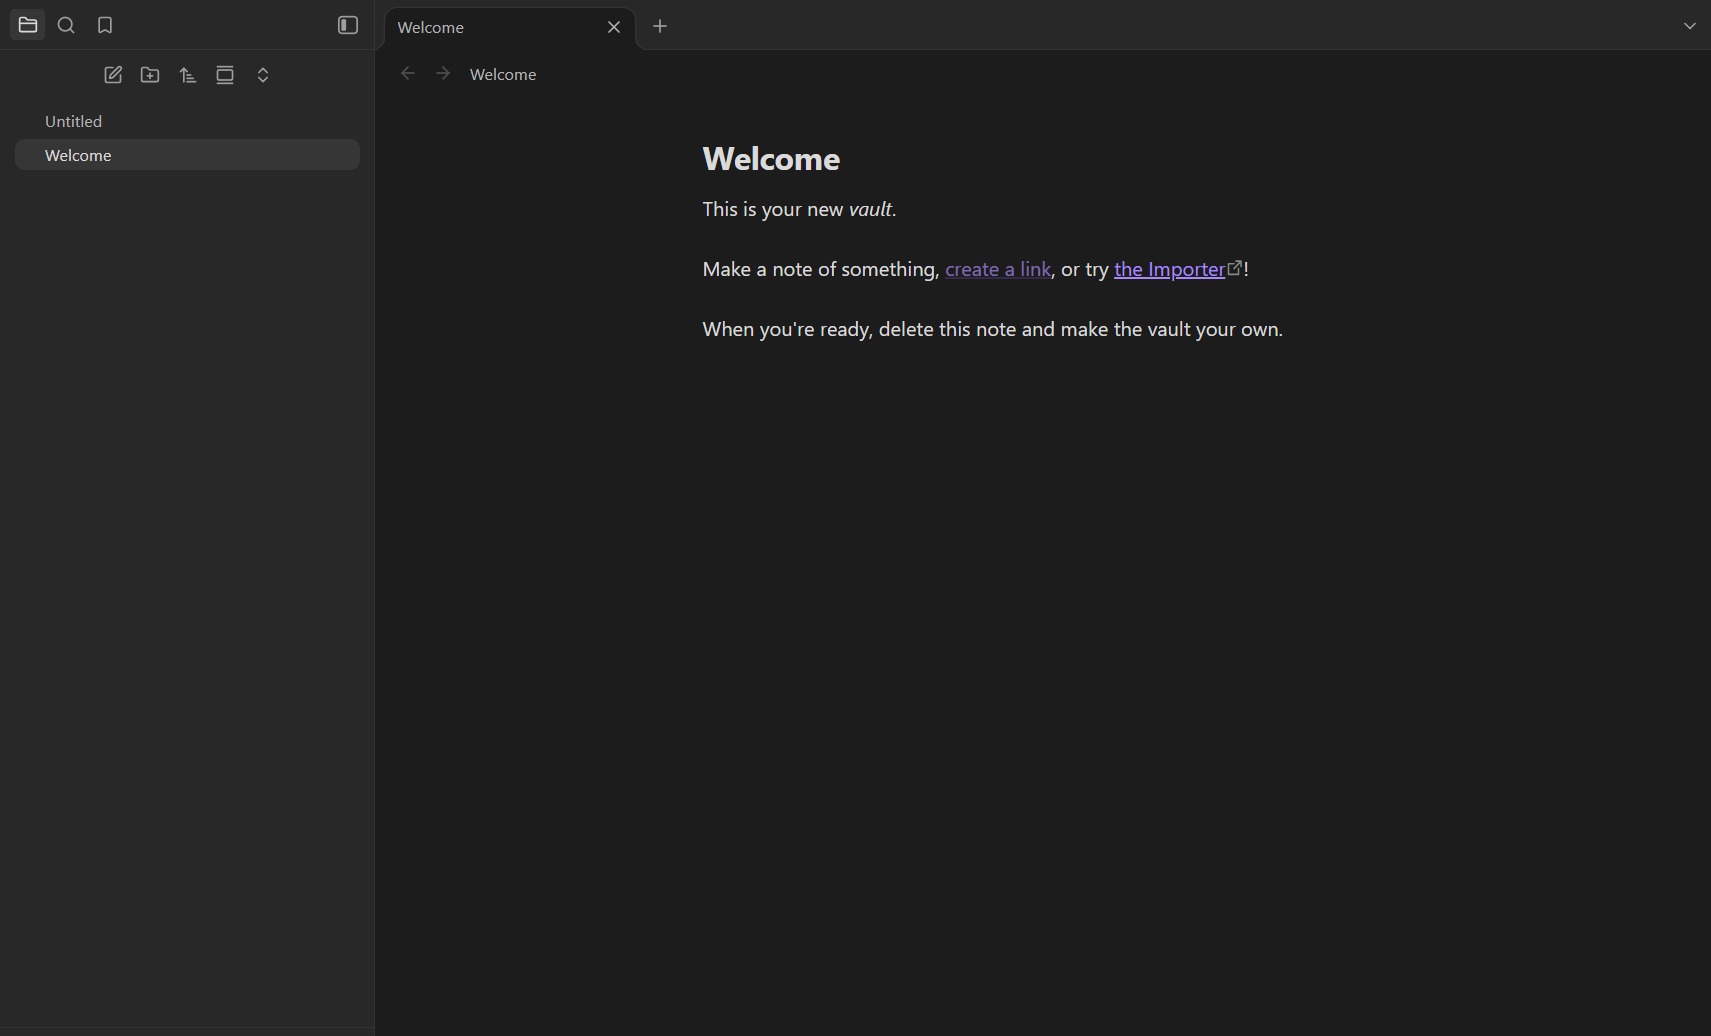 Welcome
Welcome
Untitled
Welcome
Welcome
This is your new vault.
Make a note of something, create a link, or try the Importer!
When you're ready, delete this note and make the vault your own.